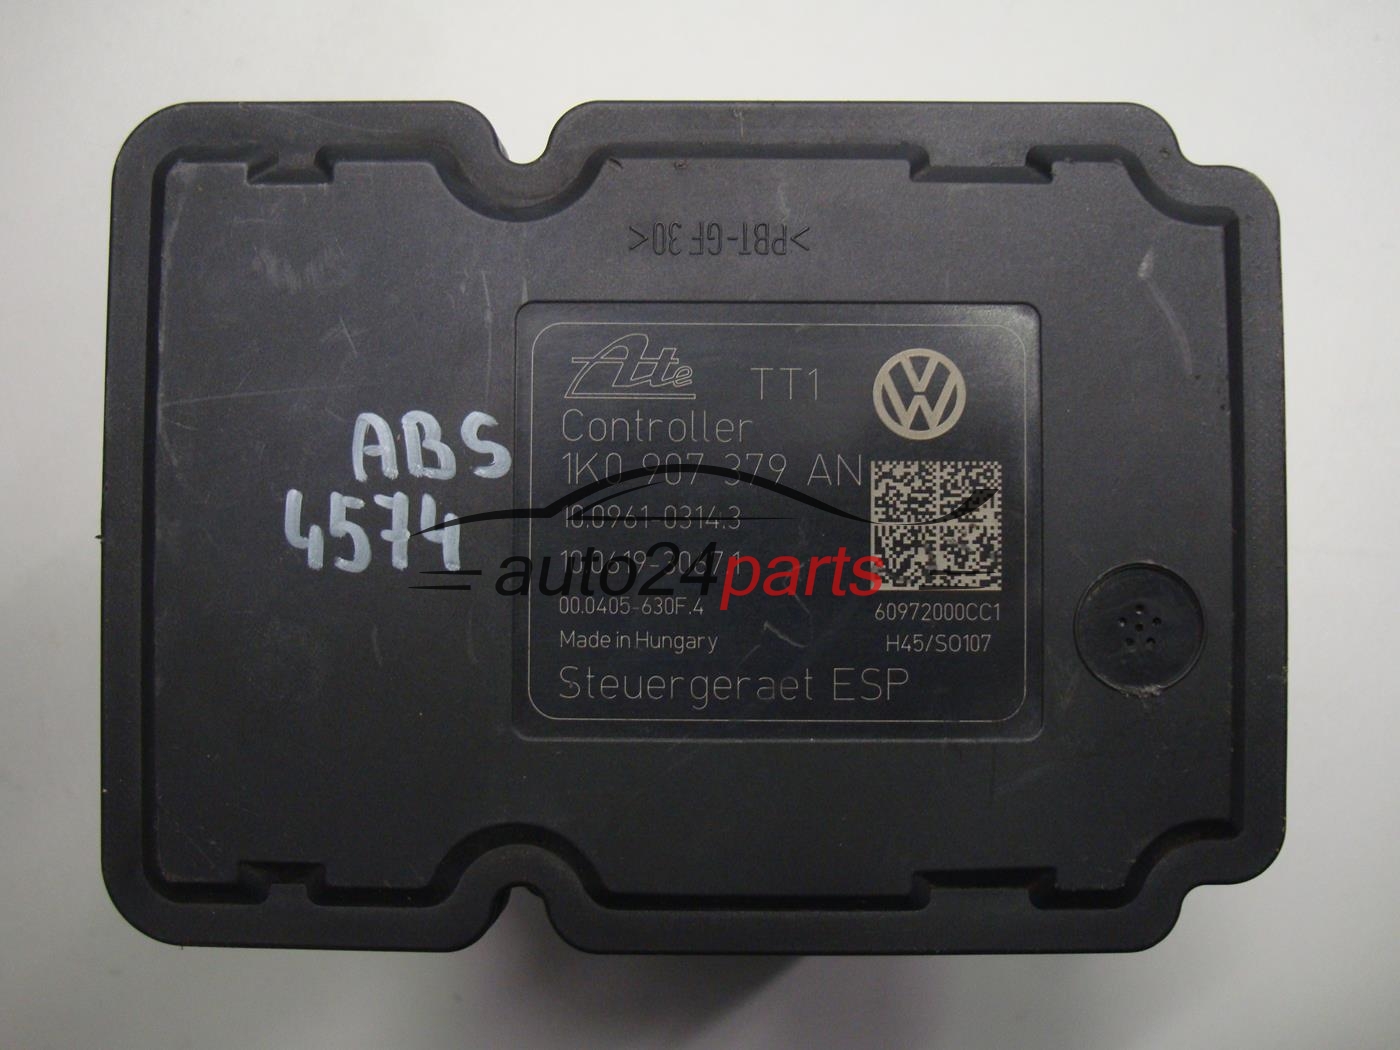 >PBT-GF 30<
Ate TT1
Controller
1K0 907 379 AN
10.0961-0314.3
auto24parts
00.0405-630F.4
60972000CC1
Made in Hungary
H45/SO107
Steuergeraet ESP
ABS
4574